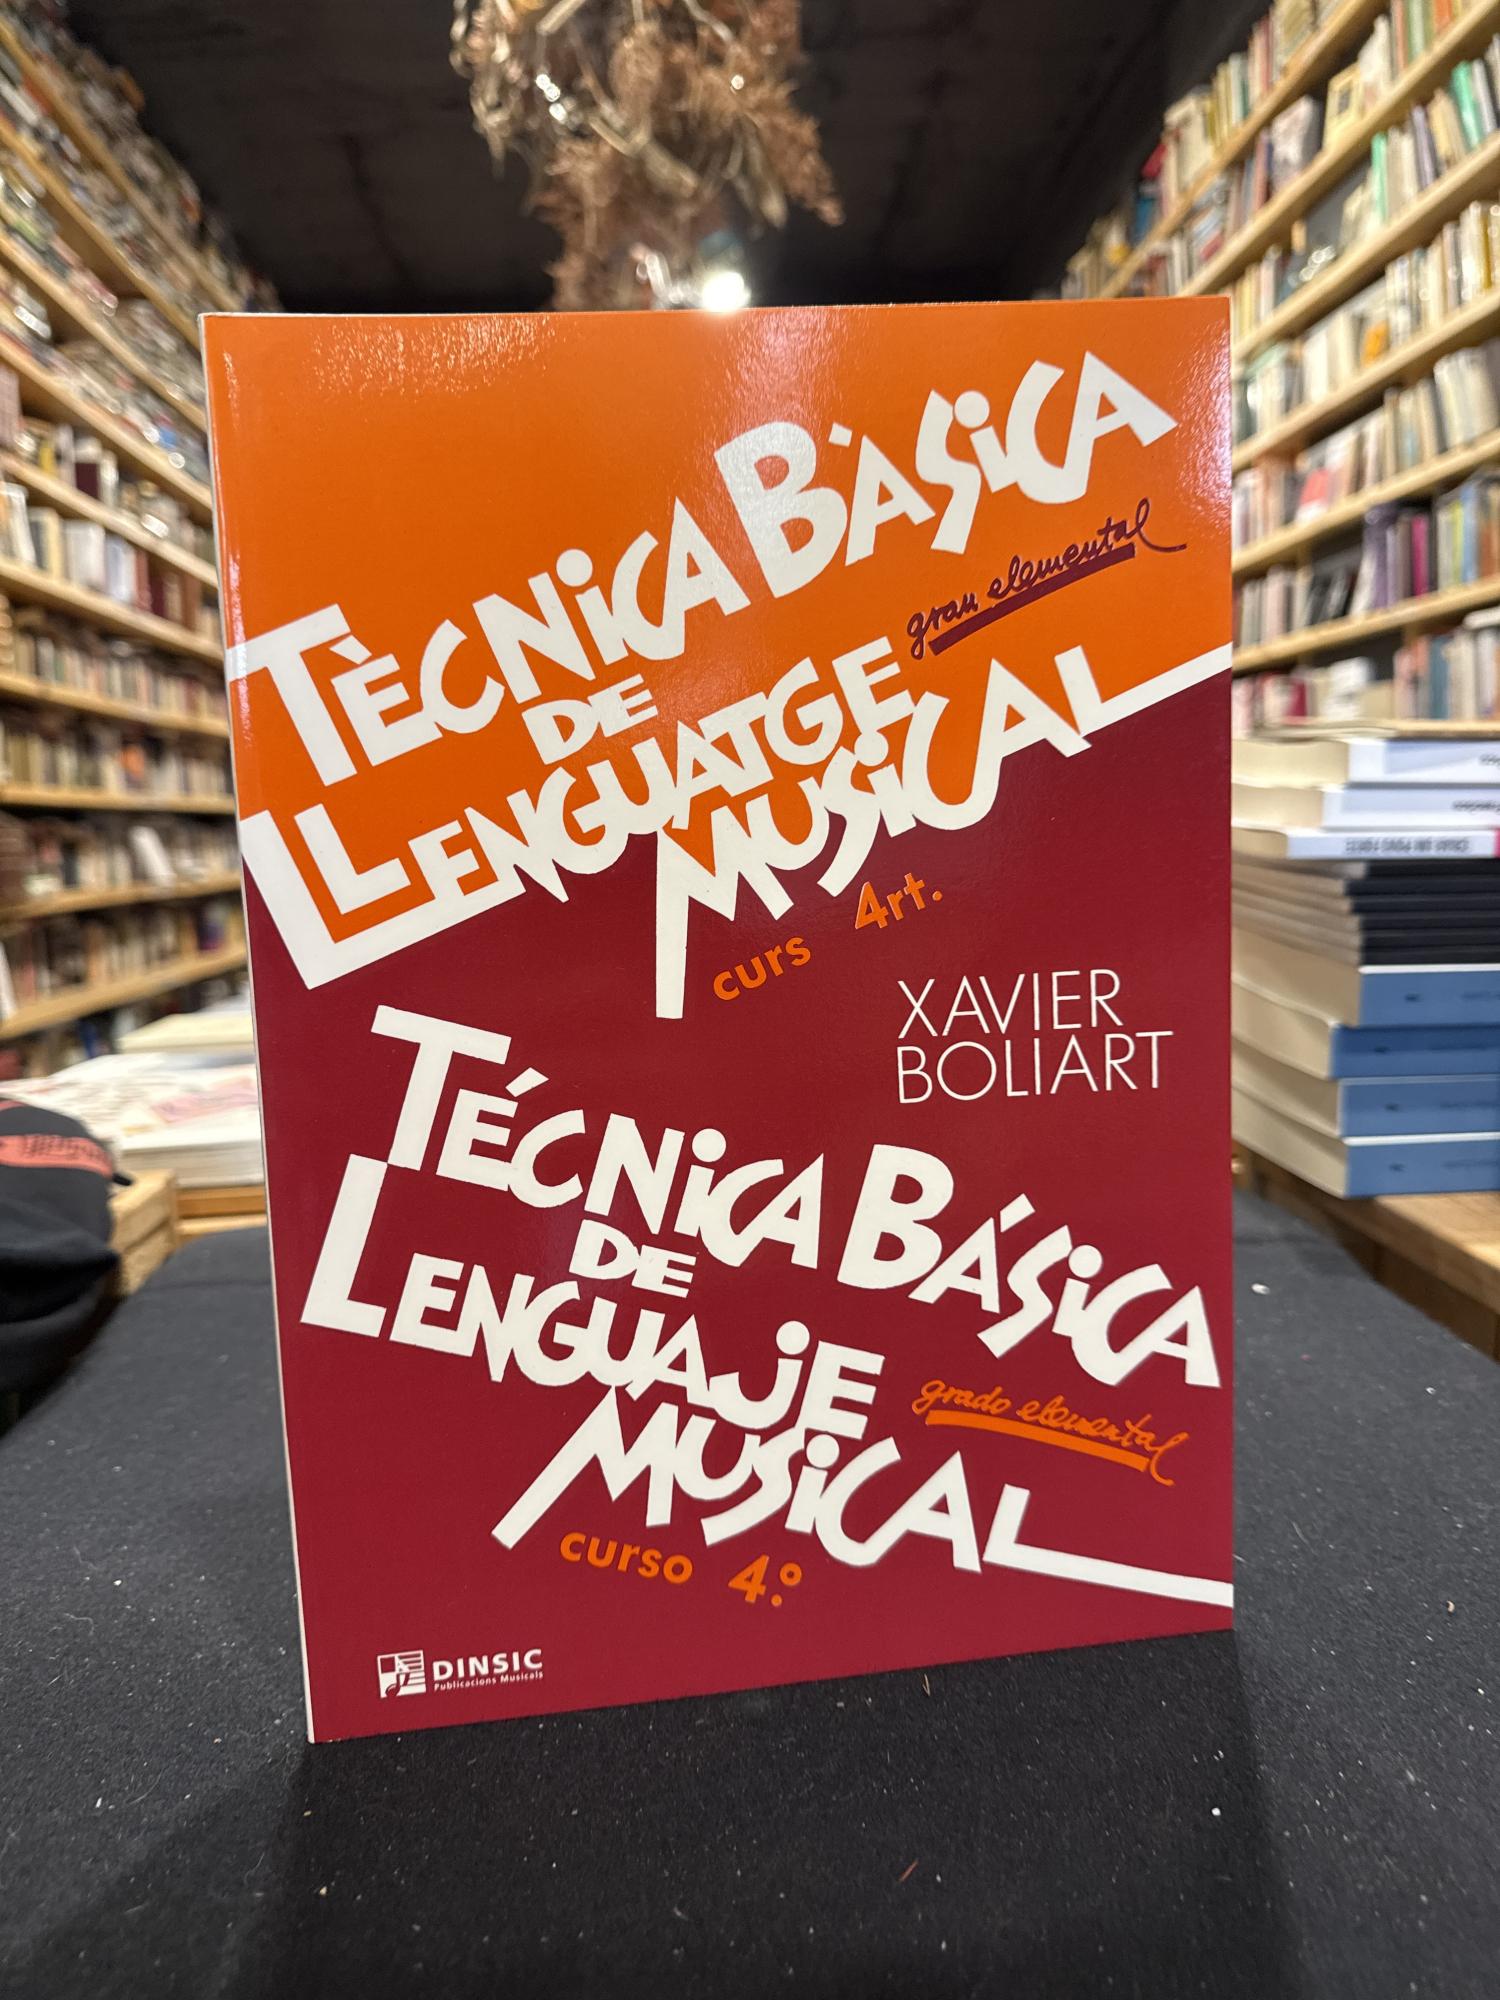 TÈCNiCA BÀSiCA
grau elemental
DE
LLENGUATGE
MUSiCAL
curs 4rt.
XAVIER
BOLIART
TÉCNiCA BÁSiCA
DE
LENGUAjE
grado elemental
MUSiCAL
curso 4.º
DINSIC
Publicacions Musicals